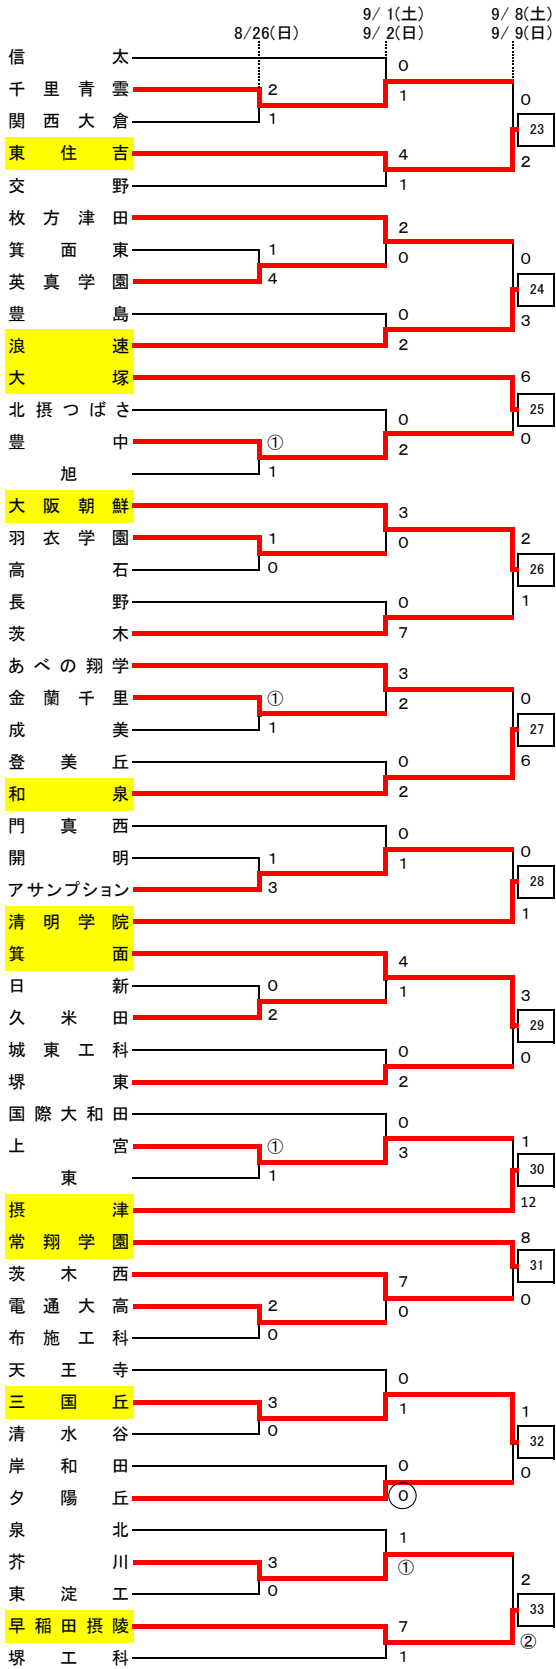 9/ 1(土) 9/ 8(土)
8/26(日) 9/ 2(日) 9/ 9(日)
信太
0
千里青雲 2
1 0
関西大倉 1
23
東住吉 4
2
交野 1
枚方津田
2
箕面東 1
0 0
英真学園 4
24
豊島 0
3
浪速 2
大塚 6
25
北摂つばさ 0
0
豊中 ①
2
旭 1
大阪朝鮮 3
羽衣学園 1 2
0
高石 0 26
長野 0 1
茨木 7
あべの翔学 3
金蘭千里 ① 0
2
成美 1 27
登美丘 0
6
和泉 2
門真西 0
開明 1 0
1
アサンプション 3 28
清明学院 1
箕面 4
日新 0 3
1
久米田 2 29
城東工科 0 0
堺東 2
国際大和田 0
上宮 ① 1
3
東 1 30
摂津 12
常翔学園 8
31
茨木西 7
電通大高 2 0
0
布施工科 0
天王寺 0
三国丘 3 1
1
清水谷 0 32
岸和田 0 0
夕陽丘 ⓪
泉北 1
芥川 3
① 2
東淀工 0
33
早稲田摂陵 7
②
堺工科 1